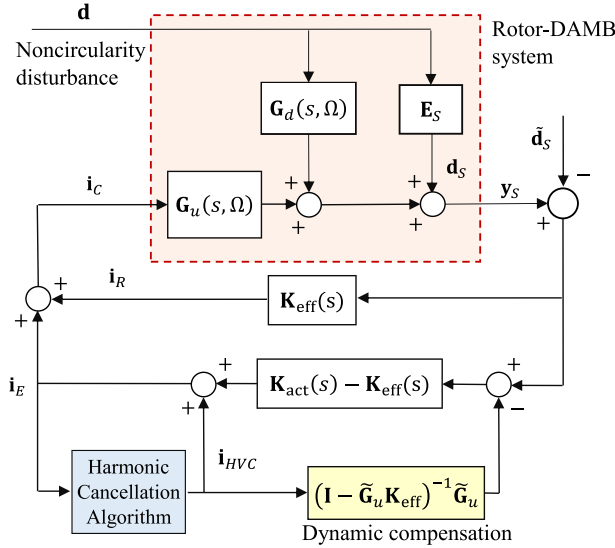 d
Noncircularity
disturbance
Rotor-DAMB
system
G_d(s, Ω)
E_S
d̃_S
−
i_C
G_u(s, Ω)
+
+
d_S
+
+
y_S
+
i_R
+
+
K_eff(s)
i_E
+
+
K_act(s) − K_eff(s)
+
−
i_HVC
Harmonic
Cancellation
Algorithm
(I − G̃_u K_eff)^{−1} G̃_u
Dynamic compensation